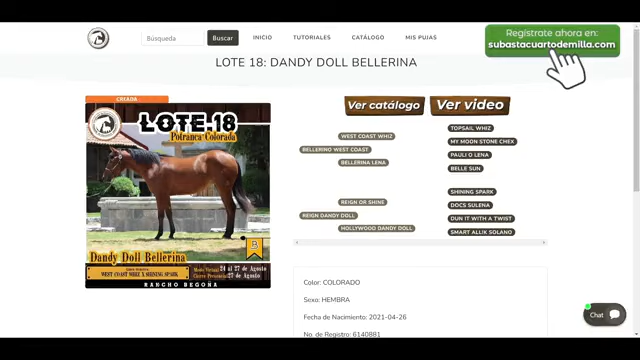 Búsqueda
Buscar
INICIO
TUTORIALES
CATÁLOGO
MIS PUJAS
Regístrate ahora en:
subastacuartodemilla.com
LOTE 18: DANDY DOLL BELLERINA
CRIADA
LOTE 18
Potranca Colorada
Dandy Doll Bellerina
WEST COAST WHIZ X SHINING SPARK
24 al 27 de Agosto
27 de Agosto
RANCHO BEGOÑA
Ver catálogo
Ver video
WEST COAST WHIZ
BELLERINO WEST COAST
BELLERINA LENA
REIGN OR SHINE
REIGN DANDY DOLL
HOLLYWOOD DANDY DOLL
TOPSAIL WHIZ
MY MOON STONE CHEX
PAULI O LENA
BELLE SUN
SHINING SPARK
DOCS SULENA
DUN IT WITH A TWIST
SMART ALLIK SOLANO
Color: COLORADO
Sexo: HEMBRA
Fecha de Nacimiento: 2021-04-26
No. de Registro: 6140881
Chat